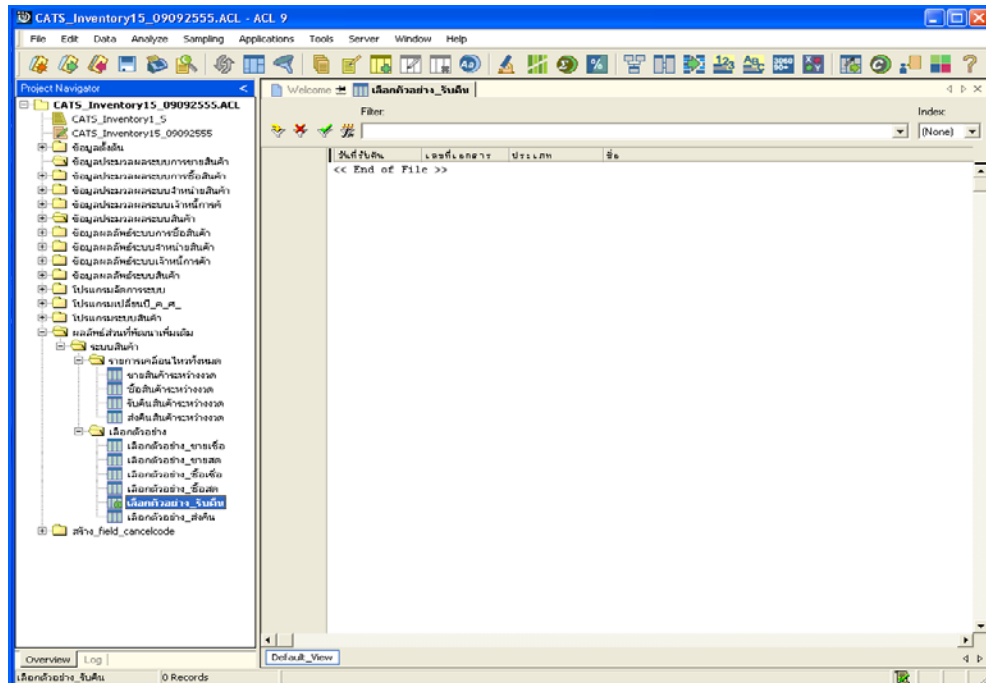 CATS_Inventory15_09092555.ACL - ACL 9
File Edit Data Analyze Sampling Applications Tools Server Window Help
Project Navigator
Welcome เลือกตัวอย่าง_รับคืน
CATS_Inventory15_09092555.ACL
CATS_Inventory1_5
CATS_Inventory15_09092555
ข้อมูลตั้งต้น
ข้อมูลประมวลผลระบบการขายสินค้า
ข้อมูลประมวลผลระบบการซื้อสินค้า
ข้อมูลประมวลผลระบบจำหน่ายสินค้า
ข้อมูลประมวลผลระบบเจ้าหนี้การค้
ข้อมูลประมวลผลระบบสินค้า
ข้อมูลผลลัพธ์ระบบการซื้อสินค้า
ข้อมูลผลลัพธ์ระบบจำหน่ายสินค้า
ข้อมูลผลลัพธ์ระบบเจ้าหนี้การค้า
ข้อมูลผลลัพธ์ระบบสินค้า
โปรแกรมจัดการระบบ
โปรแกรมเปลี่ยนปี_ค_ศ_
โปรแกรมระบบสินค้า
ผลลัพธ์ส่วนที่พัฒนาเพิ่มเติม
ระบบสินค้า
รายการเคลื่อนไหวทั้งหมด
ขายสินค้าระหว่างงวด
ซื้อสินค้าระหว่างงวด
รับคืนสินค้าระหว่างงวด
ส่งคืนสินค้าระหว่างงวด
เลือกตัวอย่าง
เลือกตัวอย่าง_ขายเชื่อ
เลือกตัวอย่าง_ขายสด
เลือกตัวอย่าง_ซื้อเชื่อ
เลือกตัวอย่าง_ซื้อสด
เลือกตัวอย่าง_รับคืน
เลือกตัวอย่าง_ส่งคืน
สร้าง_field_cancelcode
Filter: Index:
(None)
วันที่รับคืน เลขที่เอกสาร ประเภท ชื่อ
<< End of File >>
Overview Log
Default_View
เลือกตัวอย่าง_รับคืน 0 Records